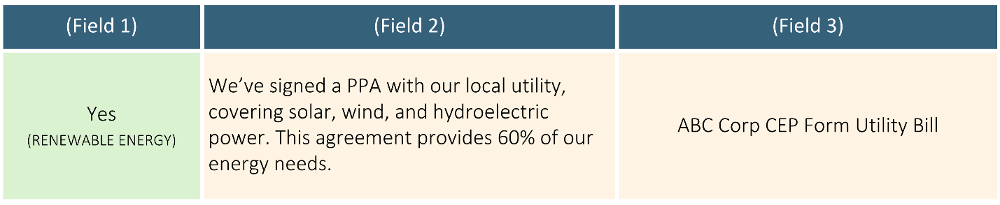 (Field 1)
(Field 2)
(Field 3)
Yes
(RENEWABLE ENERGY)
We’ve signed a PPA with our local utility,
covering solar, wind, and hydroelectric
power. This agreement provides 60% of our
energy needs.
ABC Corp CEP Form Utility Bill